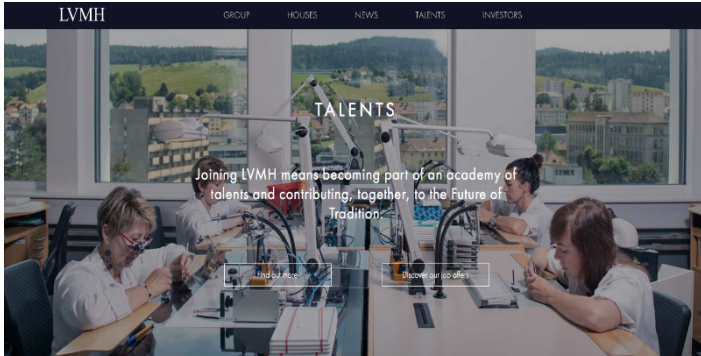 LVMH GROUP HOUSES NEWS TALENTS INVESTORS
TALENTS
Joining LVMH means becoming part of an academy of
talents and contributing, together, to the Future of
Tradition.
Find out more Discover our job offers